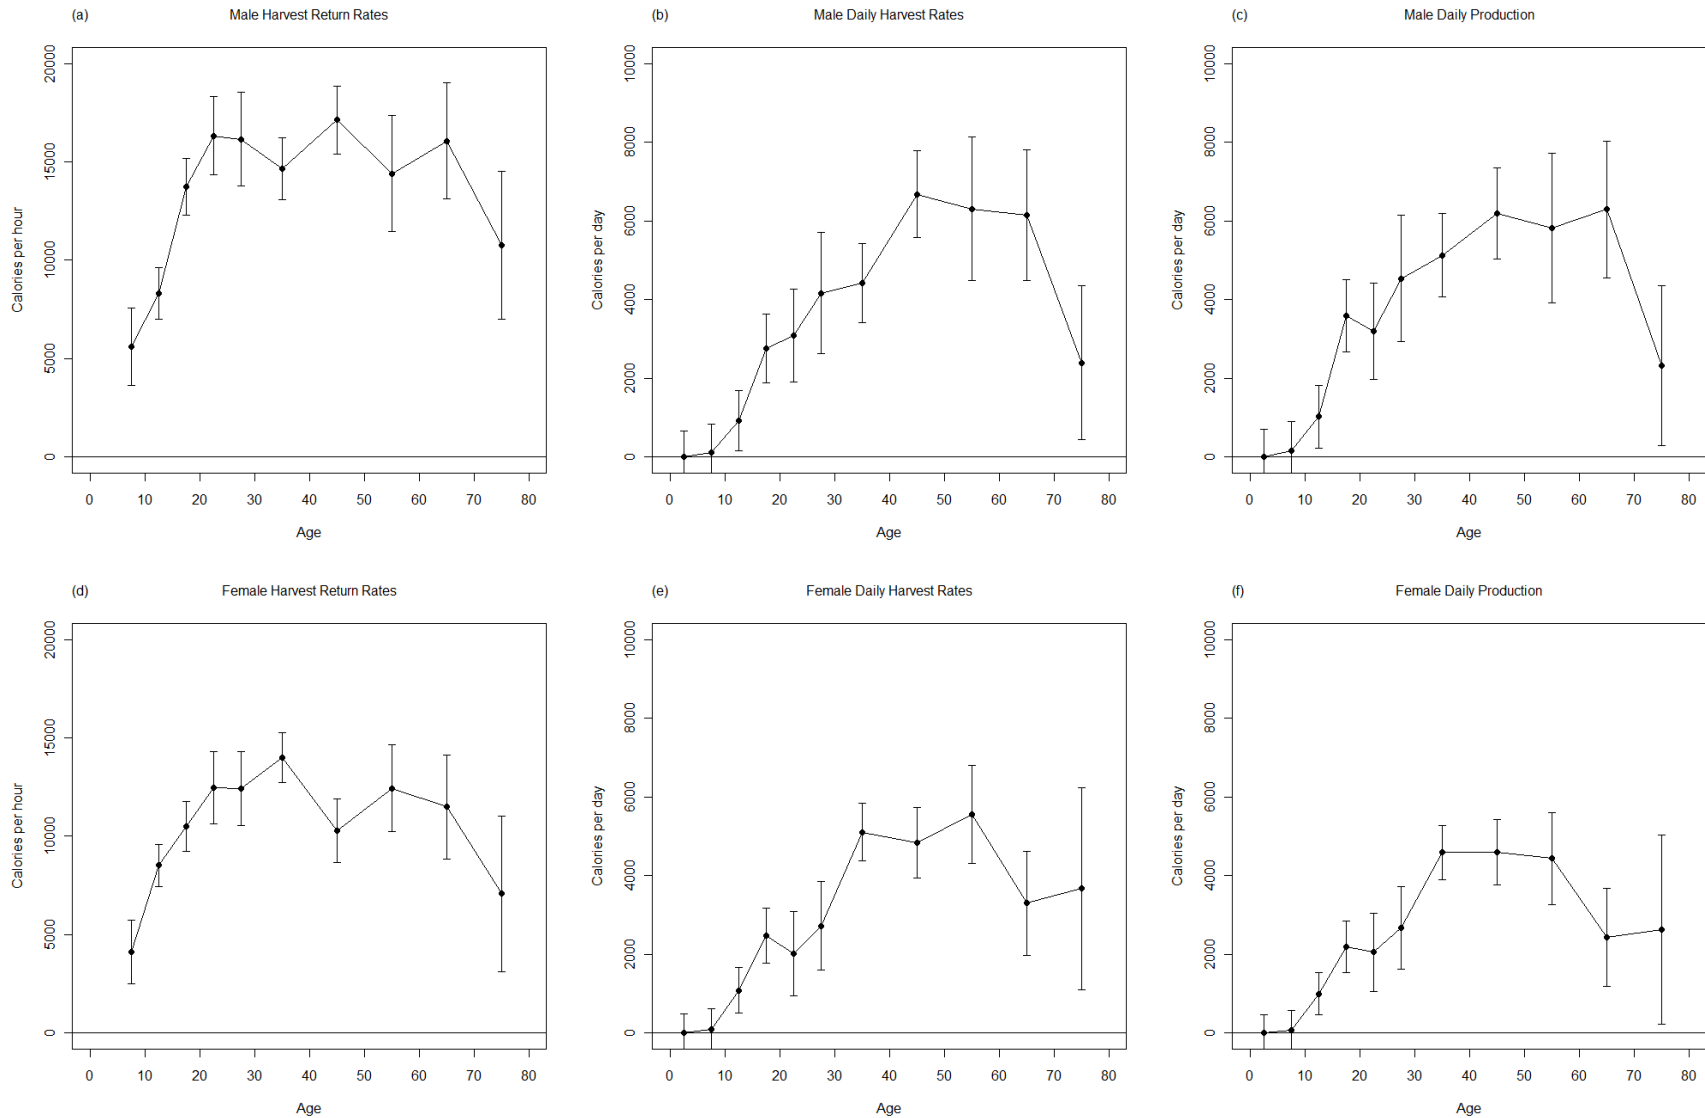 (a) Male Harvest Return Rates
Calories per hour
20000
15000
10000
5000
0
0 10 20 30 40 50 60 70 80
Age
(b) Male Daily Harvest Rates
Calories per day
10000
8000
6000
4000
2000
0
0 10 20 30 40 50 60 70 80
Age
(c) Male Daily Production
Calories per day
10000
8000
6000
4000
2000
0
0 10 20 30 40 50 60 70 80
Age
(d) Female Harvest Return Rates
Calories per hour
20000
15000
10000
5000
0
0 10 20 30 40 50 60 70 80
Age
(e) Female Daily Harvest Rates
Calories per day
10000
8000
6000
4000
2000
0
0 10 20 30 40 50 60 70 80
Age
(f) Female Daily Production
Calories per day
10000
8000
6000
4000
2000
0
0 10 20 30 40 50 60 70 80
Age